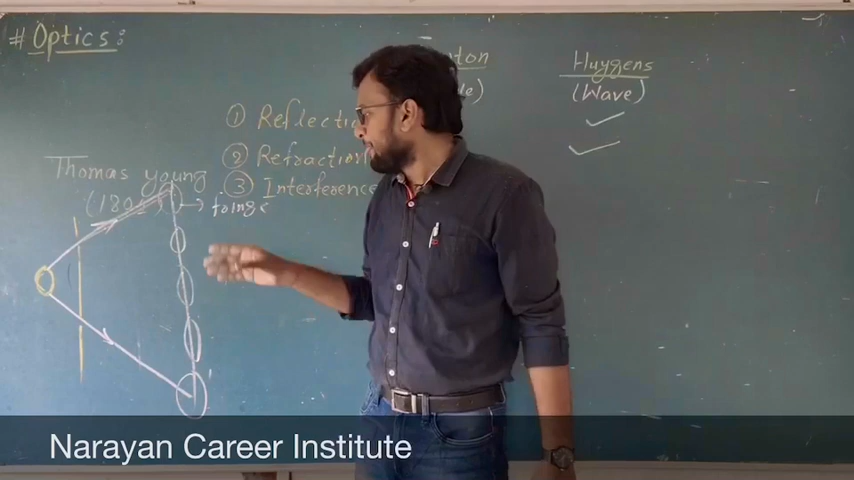 # Optics:
Huygens
(Wave)
① Reflecti
② Refraction
③ Interference
Thomas young
fringe
Narayan Career Institute